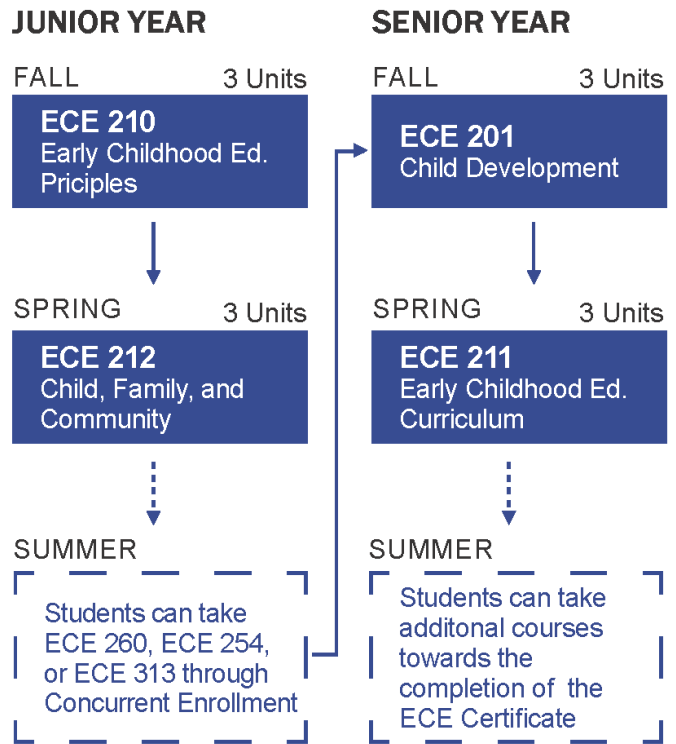 JUNIOR YEAR
FALL 3 Units
ECE 210
Early Childhood Ed.
Priciples
SPRING 3 Units
ECE 212
Child, Family, and
Community
SUMMER
Students can take
ECE 260, ECE 254,
or ECE 313 through
Concurrent Enrollment
SENIOR YEAR
FALL 3 Units
ECE 201
Child Development
SPRING 3 Units
ECE 211
Early Childhood Ed.
Curriculum
SUMMER
Students can take
additonal courses
towards the
completion of the
ECE Certificate